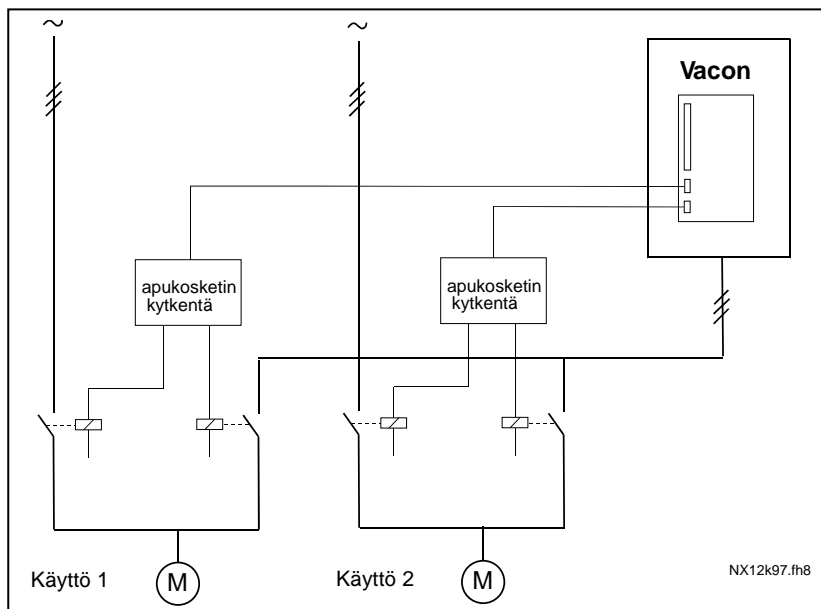 ~
~
Vacon
apukosketin
kytkentä
apukosketin
kytkentä
Käyttö 1
M
Käyttö 2
M
NX12k97.fh8